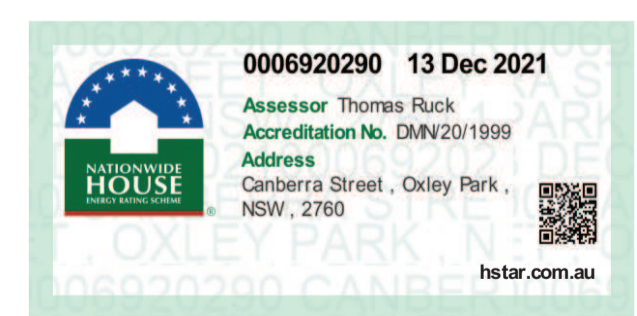 0006920290 13 Dec 2021
Assessor Thomas Ruck
Accreditation No. DMN/20/1999
Address
Canberra Street , Oxley Park ,
NSW , 2760
NATIONWIDE
HOUSE
ENERGY RATING SCHEME
®
hstar.com.au